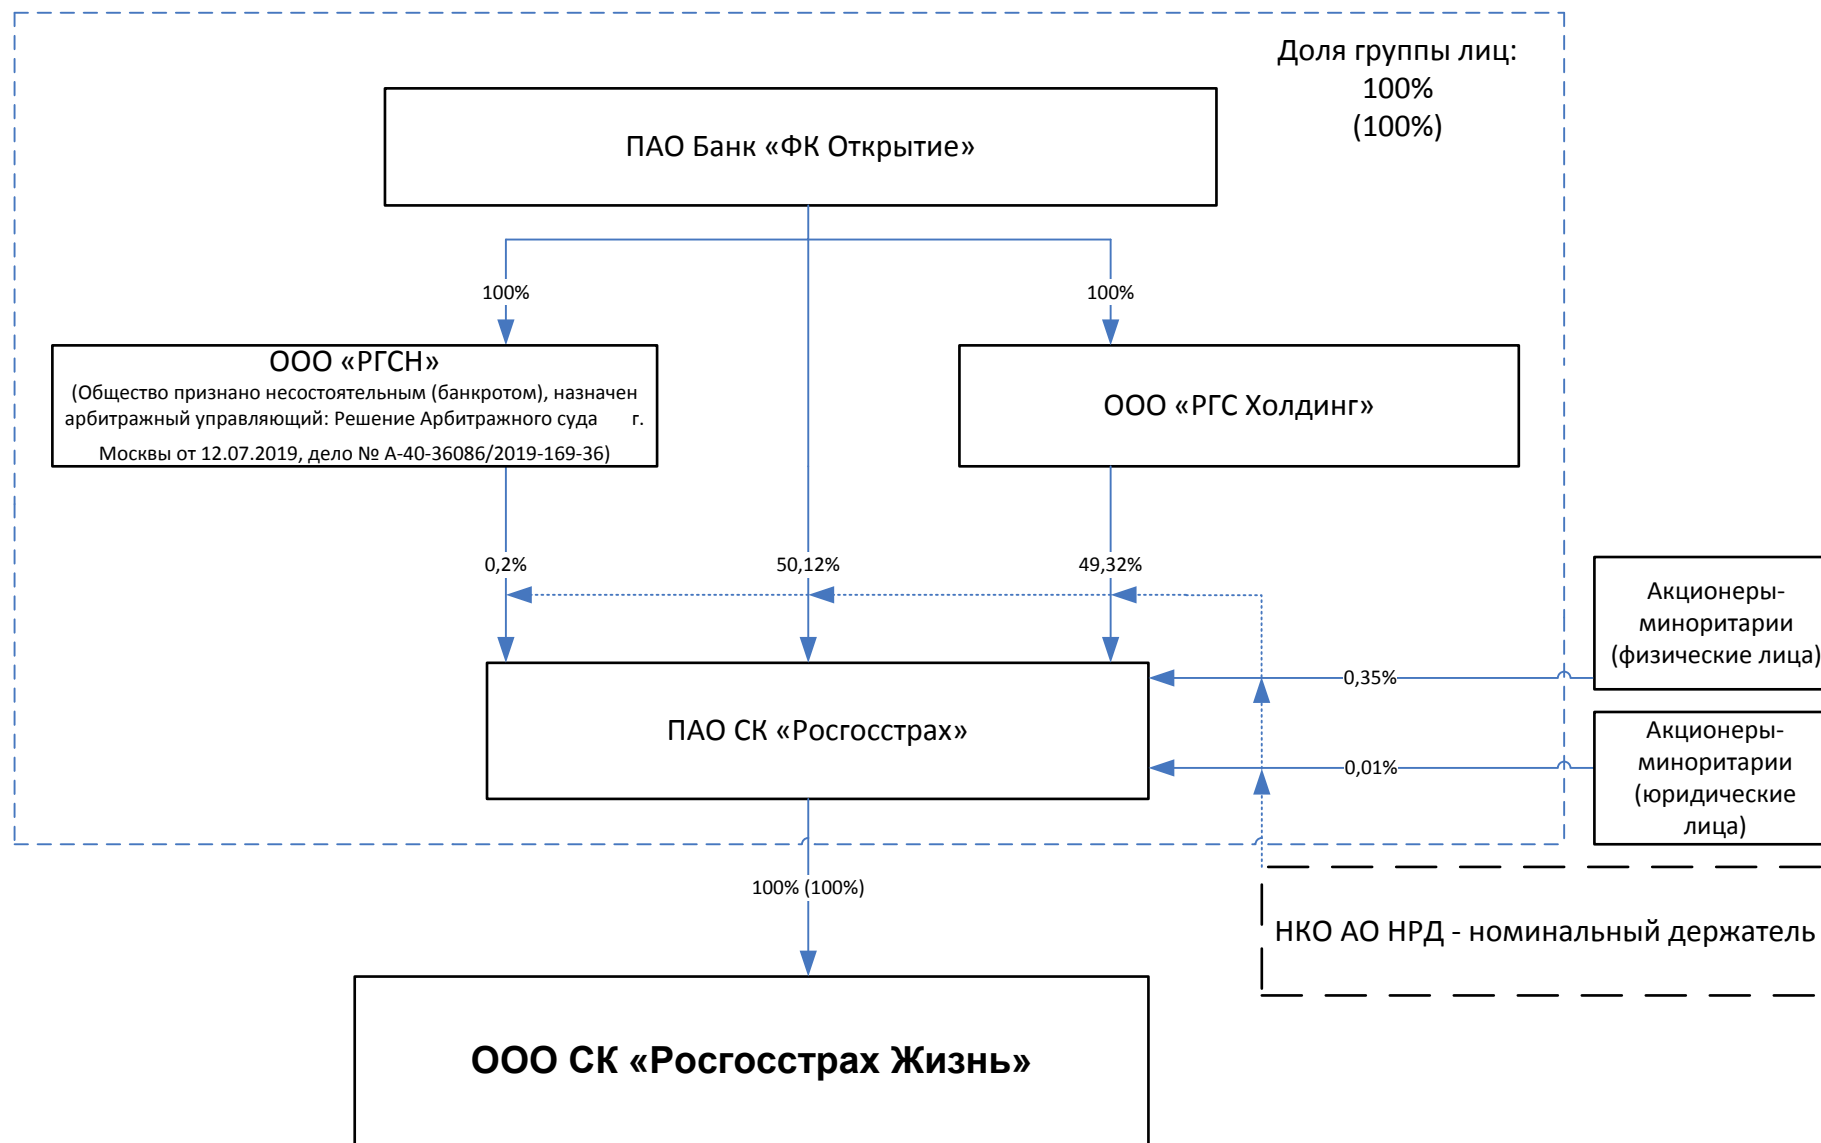 Доля группы лиц:
100%
(100%)
ПАО Банк «ФК Открытие»
100%
100%
ООО «РГСН»
(Общество признано несостоятельным (банкротом), назначен
арбитражный управляющий: Решение Арбитражного суда г.
Москвы от 12.07.2019, дело № А-40-36086/2019-169-36)
ООО «РГС Холдинг»
0,2%
50,12%
49,32%
Акционеры-
миноритарии
(физические лица)
0,35%
ПАО СК «Росгосстрах»
Акционеры-
миноритарии
(юридические
лица)
0,01%
100% (100%)
НКО АО НРД - номинальный держатель
ООО СК «Росгосстрах Жизнь»